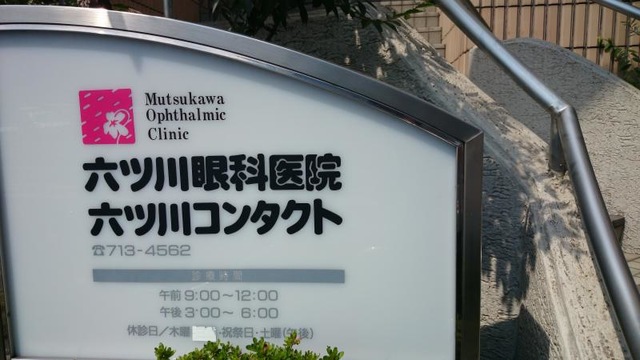 Mutsukawa
Ophthalmic
Clinic
六ツ川眼科医院
六ツ川コンタクト
☎713-4562
診療時間
午前 9:00～12:00
午後 3:00～ 6:00
休診日／木曜 ・祝祭日・土曜(午後)